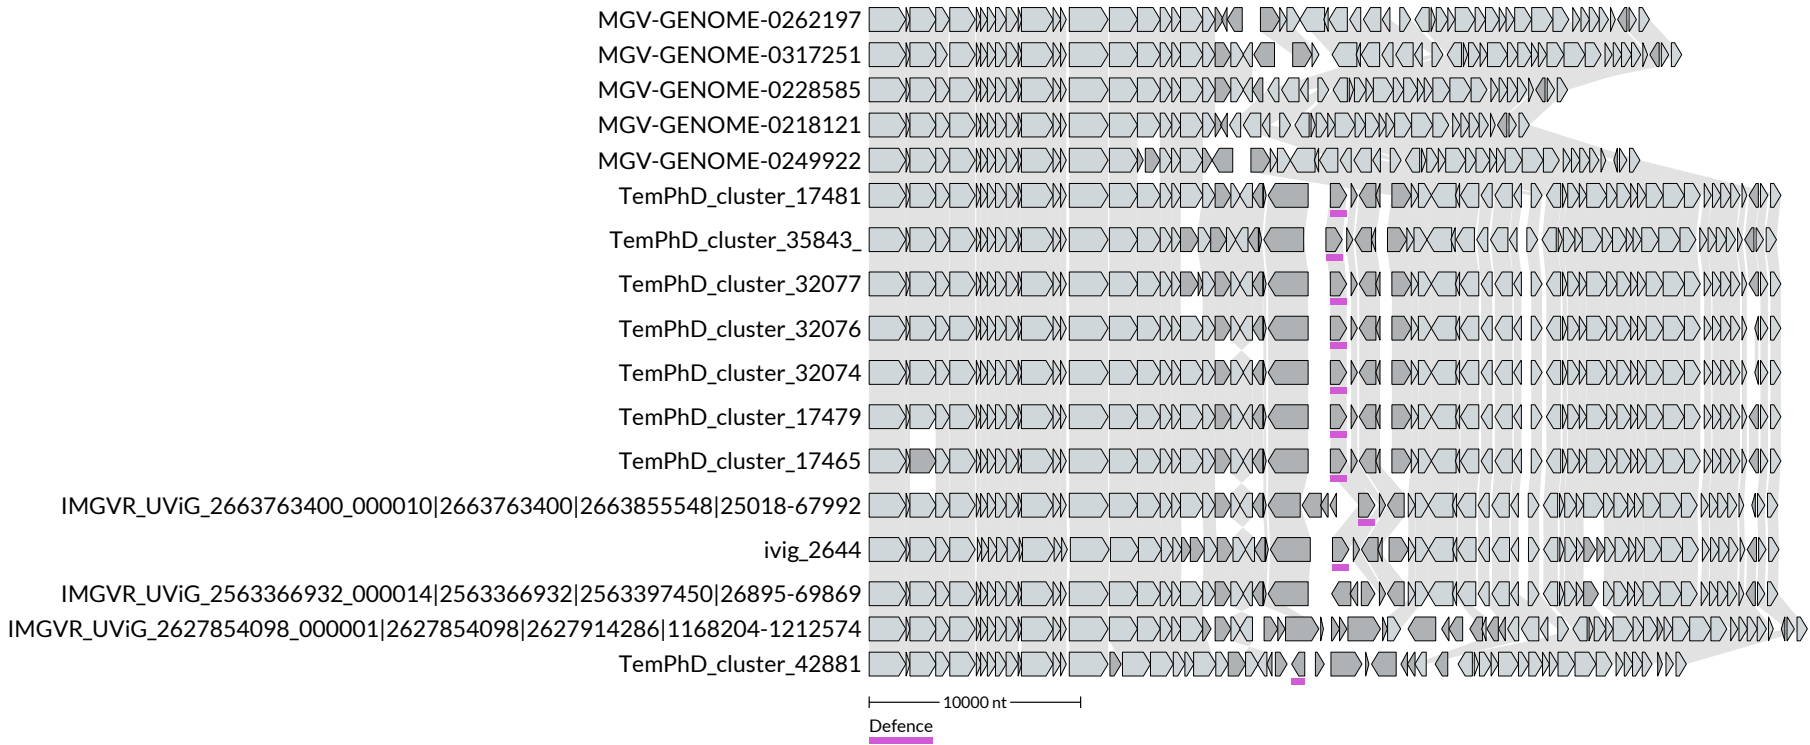 MGV-GENOME-0262197
MGV-GENOME-0317251
MGV-GENOME-0228585
MGV-GENOME-0218121
MGV-GENOME-0249922
TemPhD_cluster_17481
TemPhD_cluster_35843_
TemPhD_cluster_32077
TemPhD_cluster_32076
TemPhD_cluster_32074
TemPhD_cluster_17479
TemPhD_cluster_17465
IMGVR_UViG_2663763400_000010|2663763400|2663855548|25018-67992
ivig_2644
IMGVR_UViG_2563366932_000014|2563366932|2563397450|26895-69869
IMGVR_UViG_2627854098_000001|2627854098|2627914286|1168204-1212574
TemPhD_cluster_42881
10000 nt
Defence